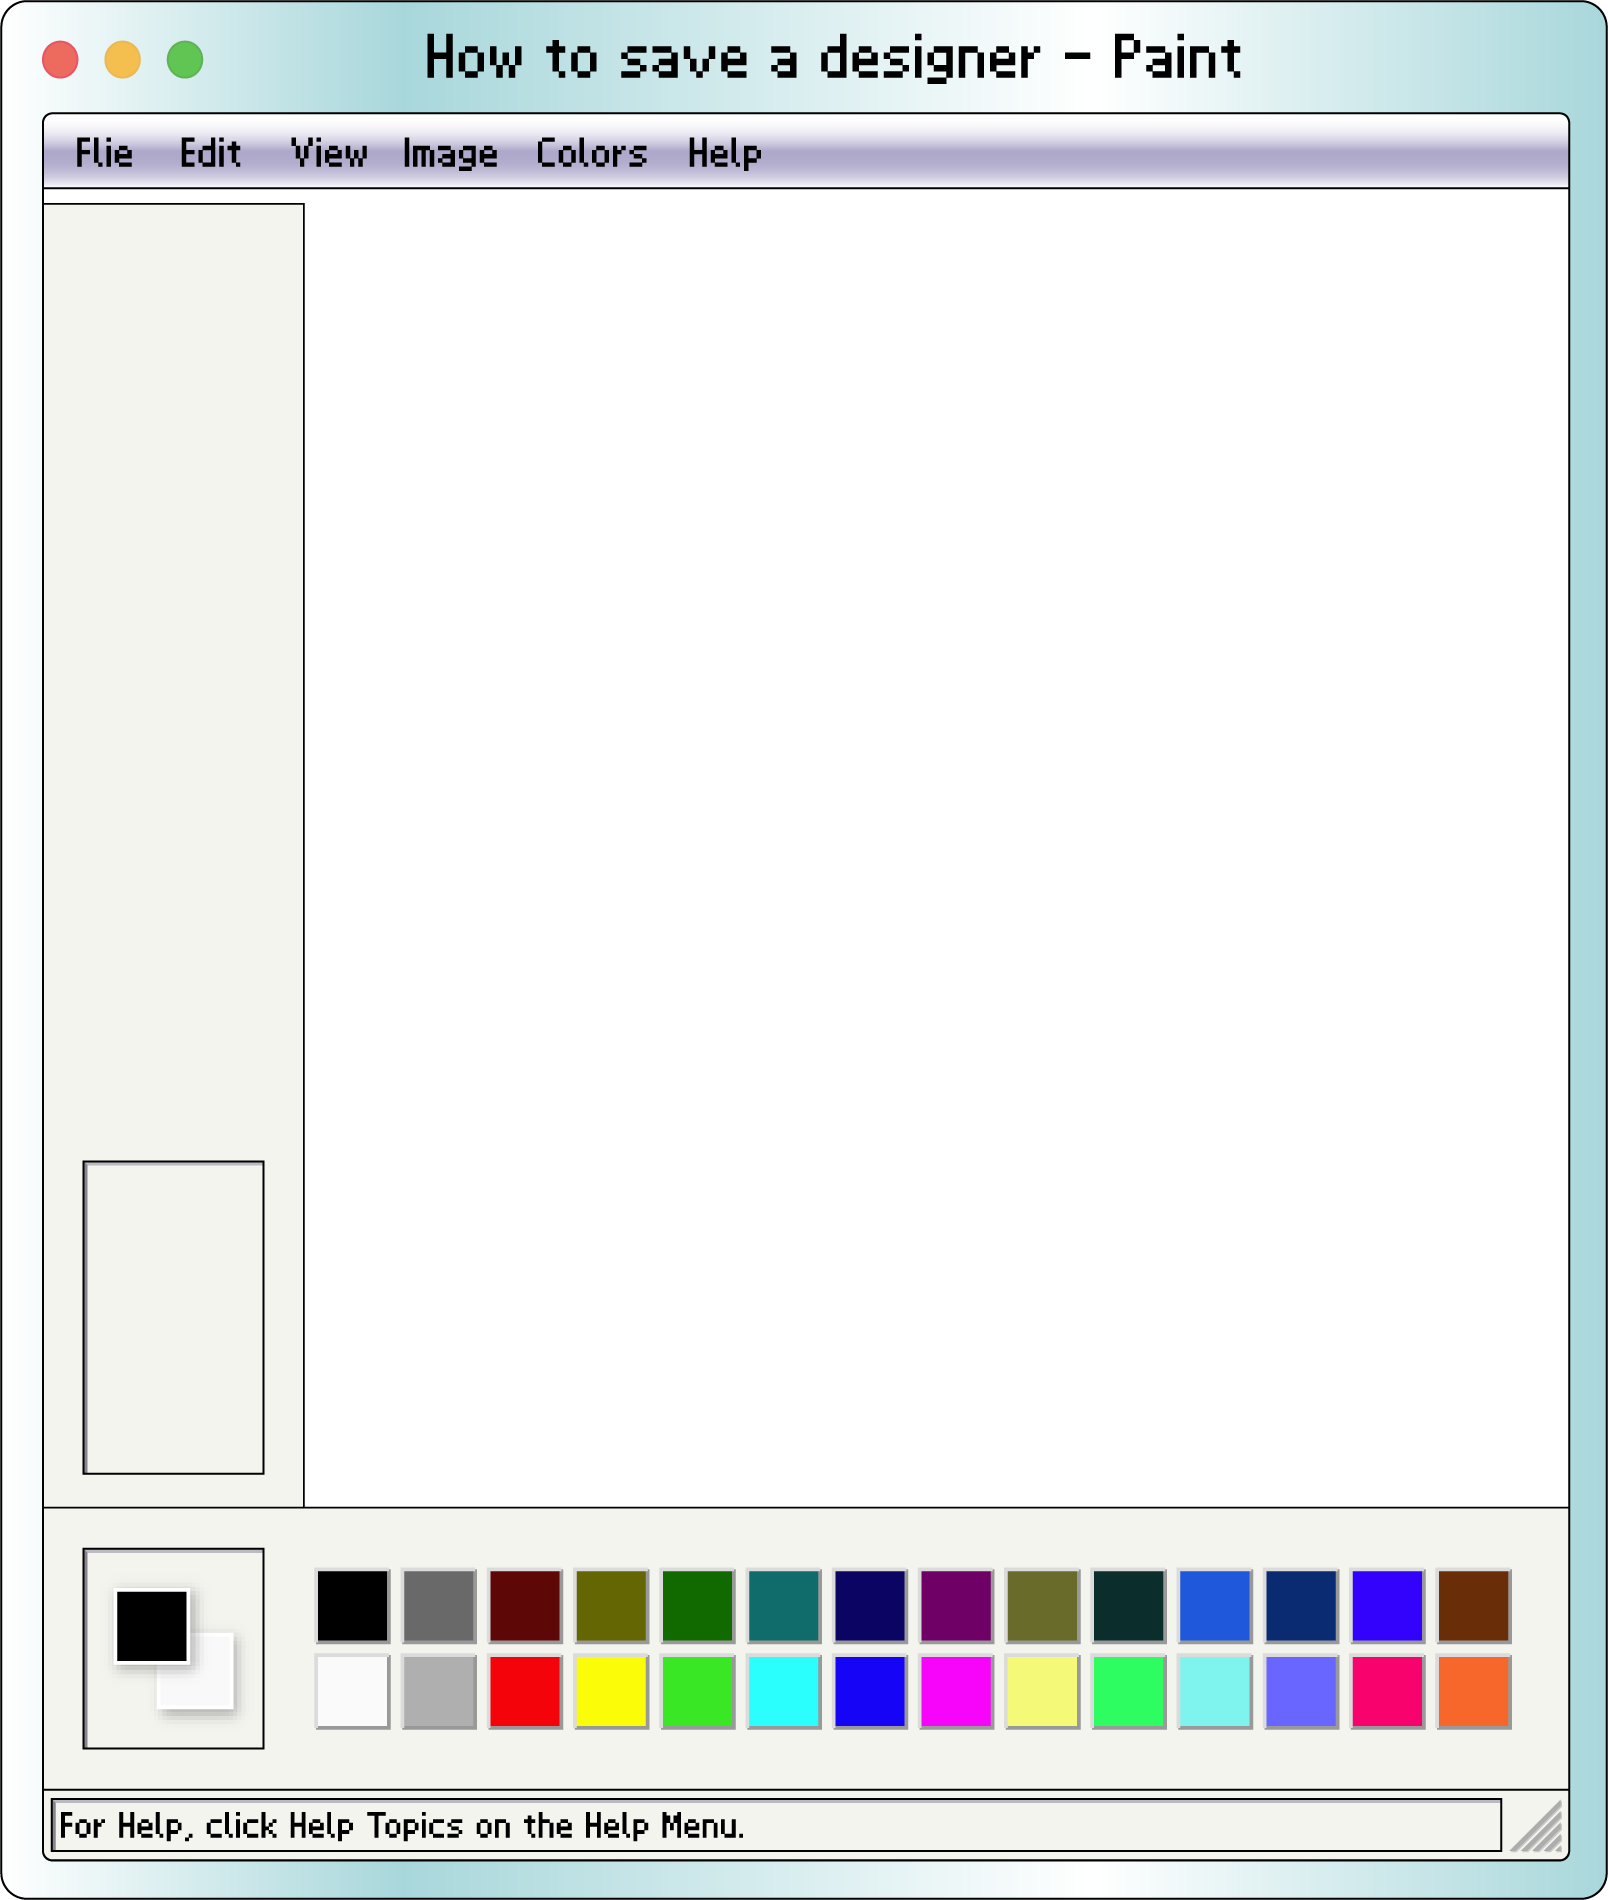 How to save a designer - Paint
Flie Edit View Image Colors Help
For Help, click Help Topics on the Help Menu.